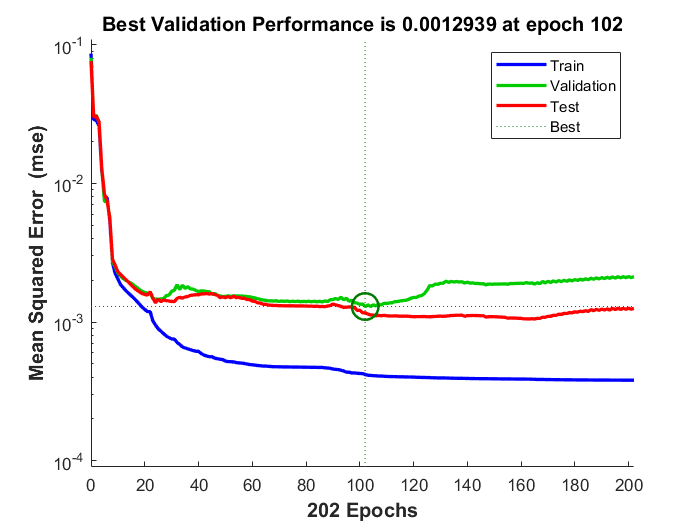 Best Validation Performance is 0.0012939 at epoch 102
Mean Squared Error (mse)
10-1
10-2
10-3
10-4
Train
Validation
Test
Best
0 20 40 60 80 100 120 140 160 180 200
202 Epochs